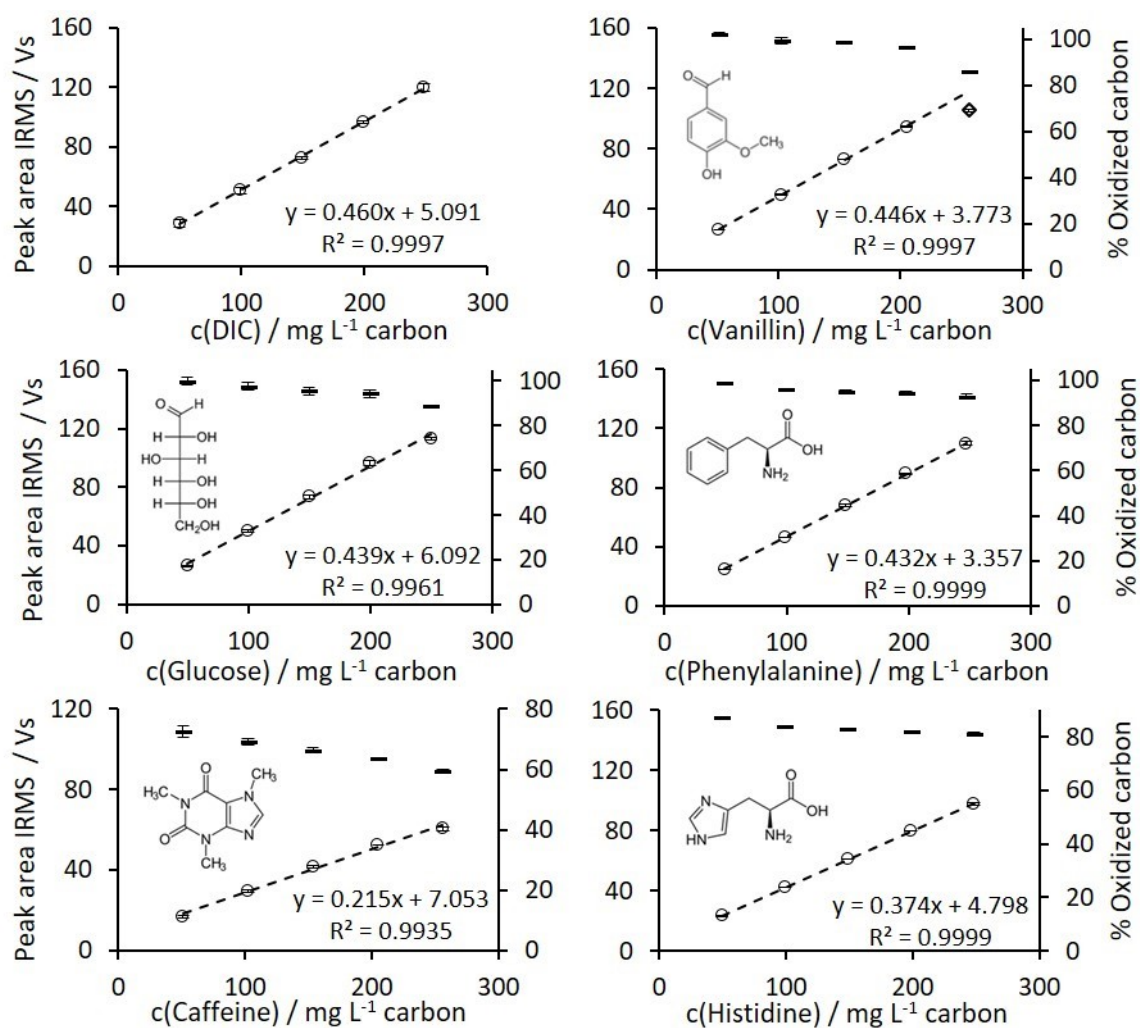 Peak area IRMS / Vs
160
120
80
40
0
y = 0.460x + 5.091
R² = 0.9997
0 100 200 300
c(DIC) / mg L⁻¹ carbon
160
120
80
40
0
O H
O CH₃
OH
y = 0.446x + 3.773
R² = 0.9997
100
80
60
40
20
0
% Oxidized carbon
0 100 200 300
c(Vanillin) / mg L⁻¹ carbon
Peak area IRMS / Vs
160
120
80
40
0
O H
H OH
HO H
H OH
H OH
CH₂OH
y = 0.439x + 6.092
R² = 0.9961
100
80
60
40
20
0
0 100 200 300
c(Glucose) / mg L⁻¹ carbon
160
120
80
40
0
O
OH
NH₂
y = 0.432x + 3.357
R² = 0.9999
100
80
60
40
20
0
% Oxidized carbon
0 100 200 300
c(Phenylalanine) / mg L⁻¹ carbon
Peak area IRMS / Vs
120
80
40
0
O CH₃
H₃C N N
O N N
CH₃
y = 0.215x + 7.053
R² = 0.9935
80
60
40
20
0
0 100 200 300
c(Caffeine) / mg L⁻¹ carbon
160
120
80
40
0
O
N OH
HN NH₂
y = 0.374x + 4.798
R² = 0.9999
80
60
40
20
0
% Oxidized carbon
0 100 200 300
c(Histidine) / mg L⁻¹ carbon